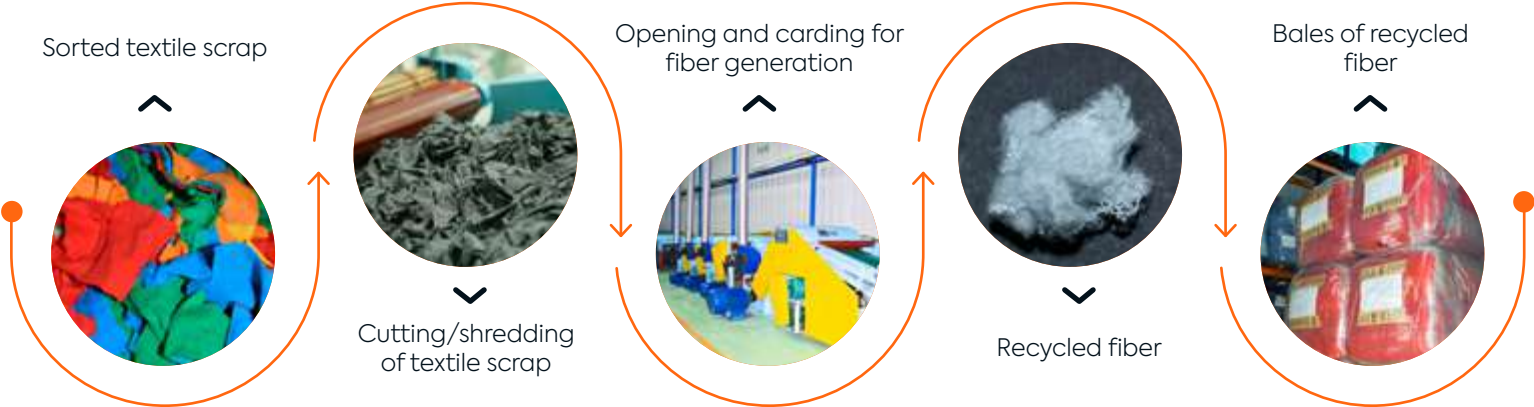 Sorted textile scrap
Cutting/shredding
of textile scrap
Opening and carding for
fiber generation
Recycled fiber
Bales of recycled
fiber